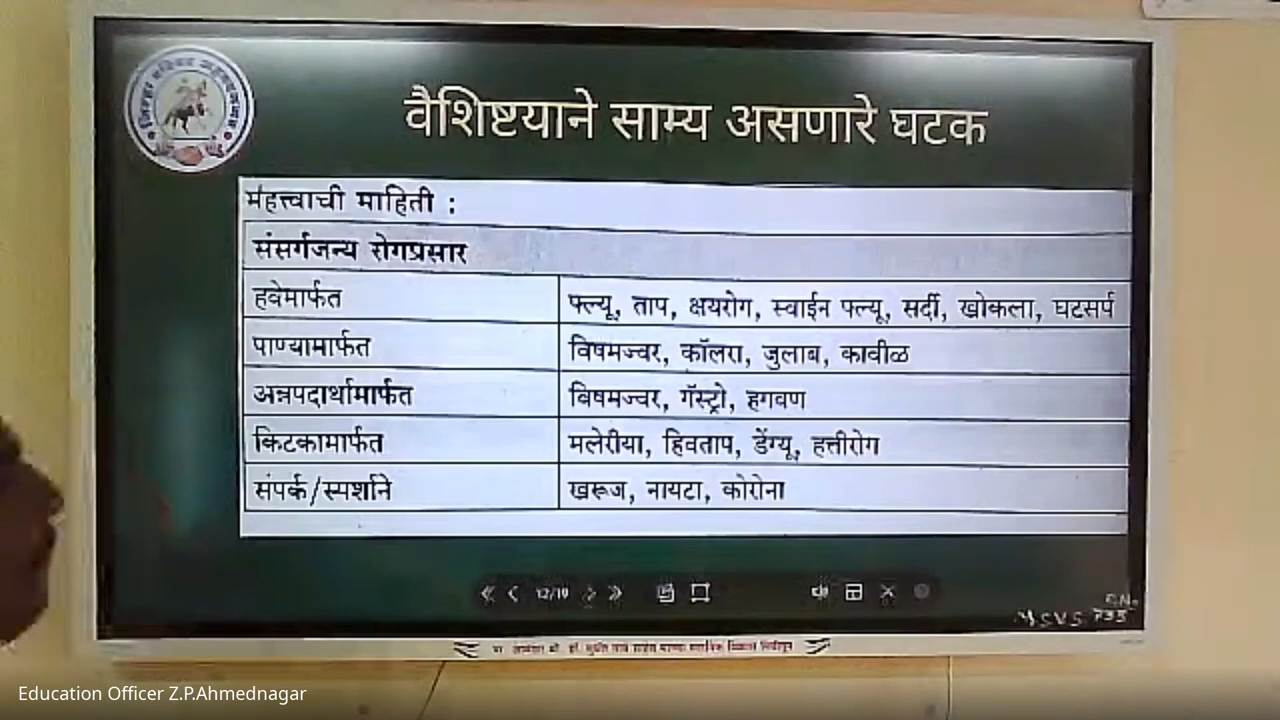 वैशिष्टयाने साम्य असणारे घटक
महत्त्वाची माहिती :
संसर्गजन्य रोगप्रसार
हवेमार्फत फ्ल्यू, ताप, क्षयरोग, स्वाईन फ्ल्यू, सर्दी, खोकला, घटसर्प
पाण्यामार्फत विषमज्वर, कॉलरा, जुलाब, कावीळ
अन्नपदार्थामार्फत विषमज्वर, गॅस्ट्रो, हगवण
किटकामार्फत मलेरीया, हिवताप, डेंग्यू, हत्तीरोग
संपर्क/स्पर्शाने खरूज, नायटा, कोरोना
Education Officer Z.P.Ahmednagar